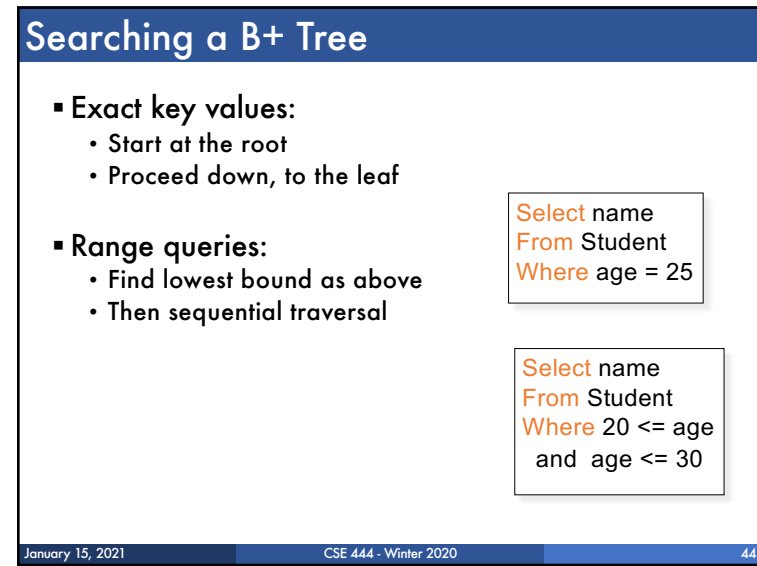 Searching a B+ Tree
▪ Exact key values:
• Start at the root
• Proceed down, to the leaf
▪ Range queries:
• Find lowest bound as above
• Then sequential traversal
Select name
From Student
Where age = 25
Select name
From Student
Where 20 <= age
and age <= 30
January 15, 2021
CSE 444 - Winter 2020
44